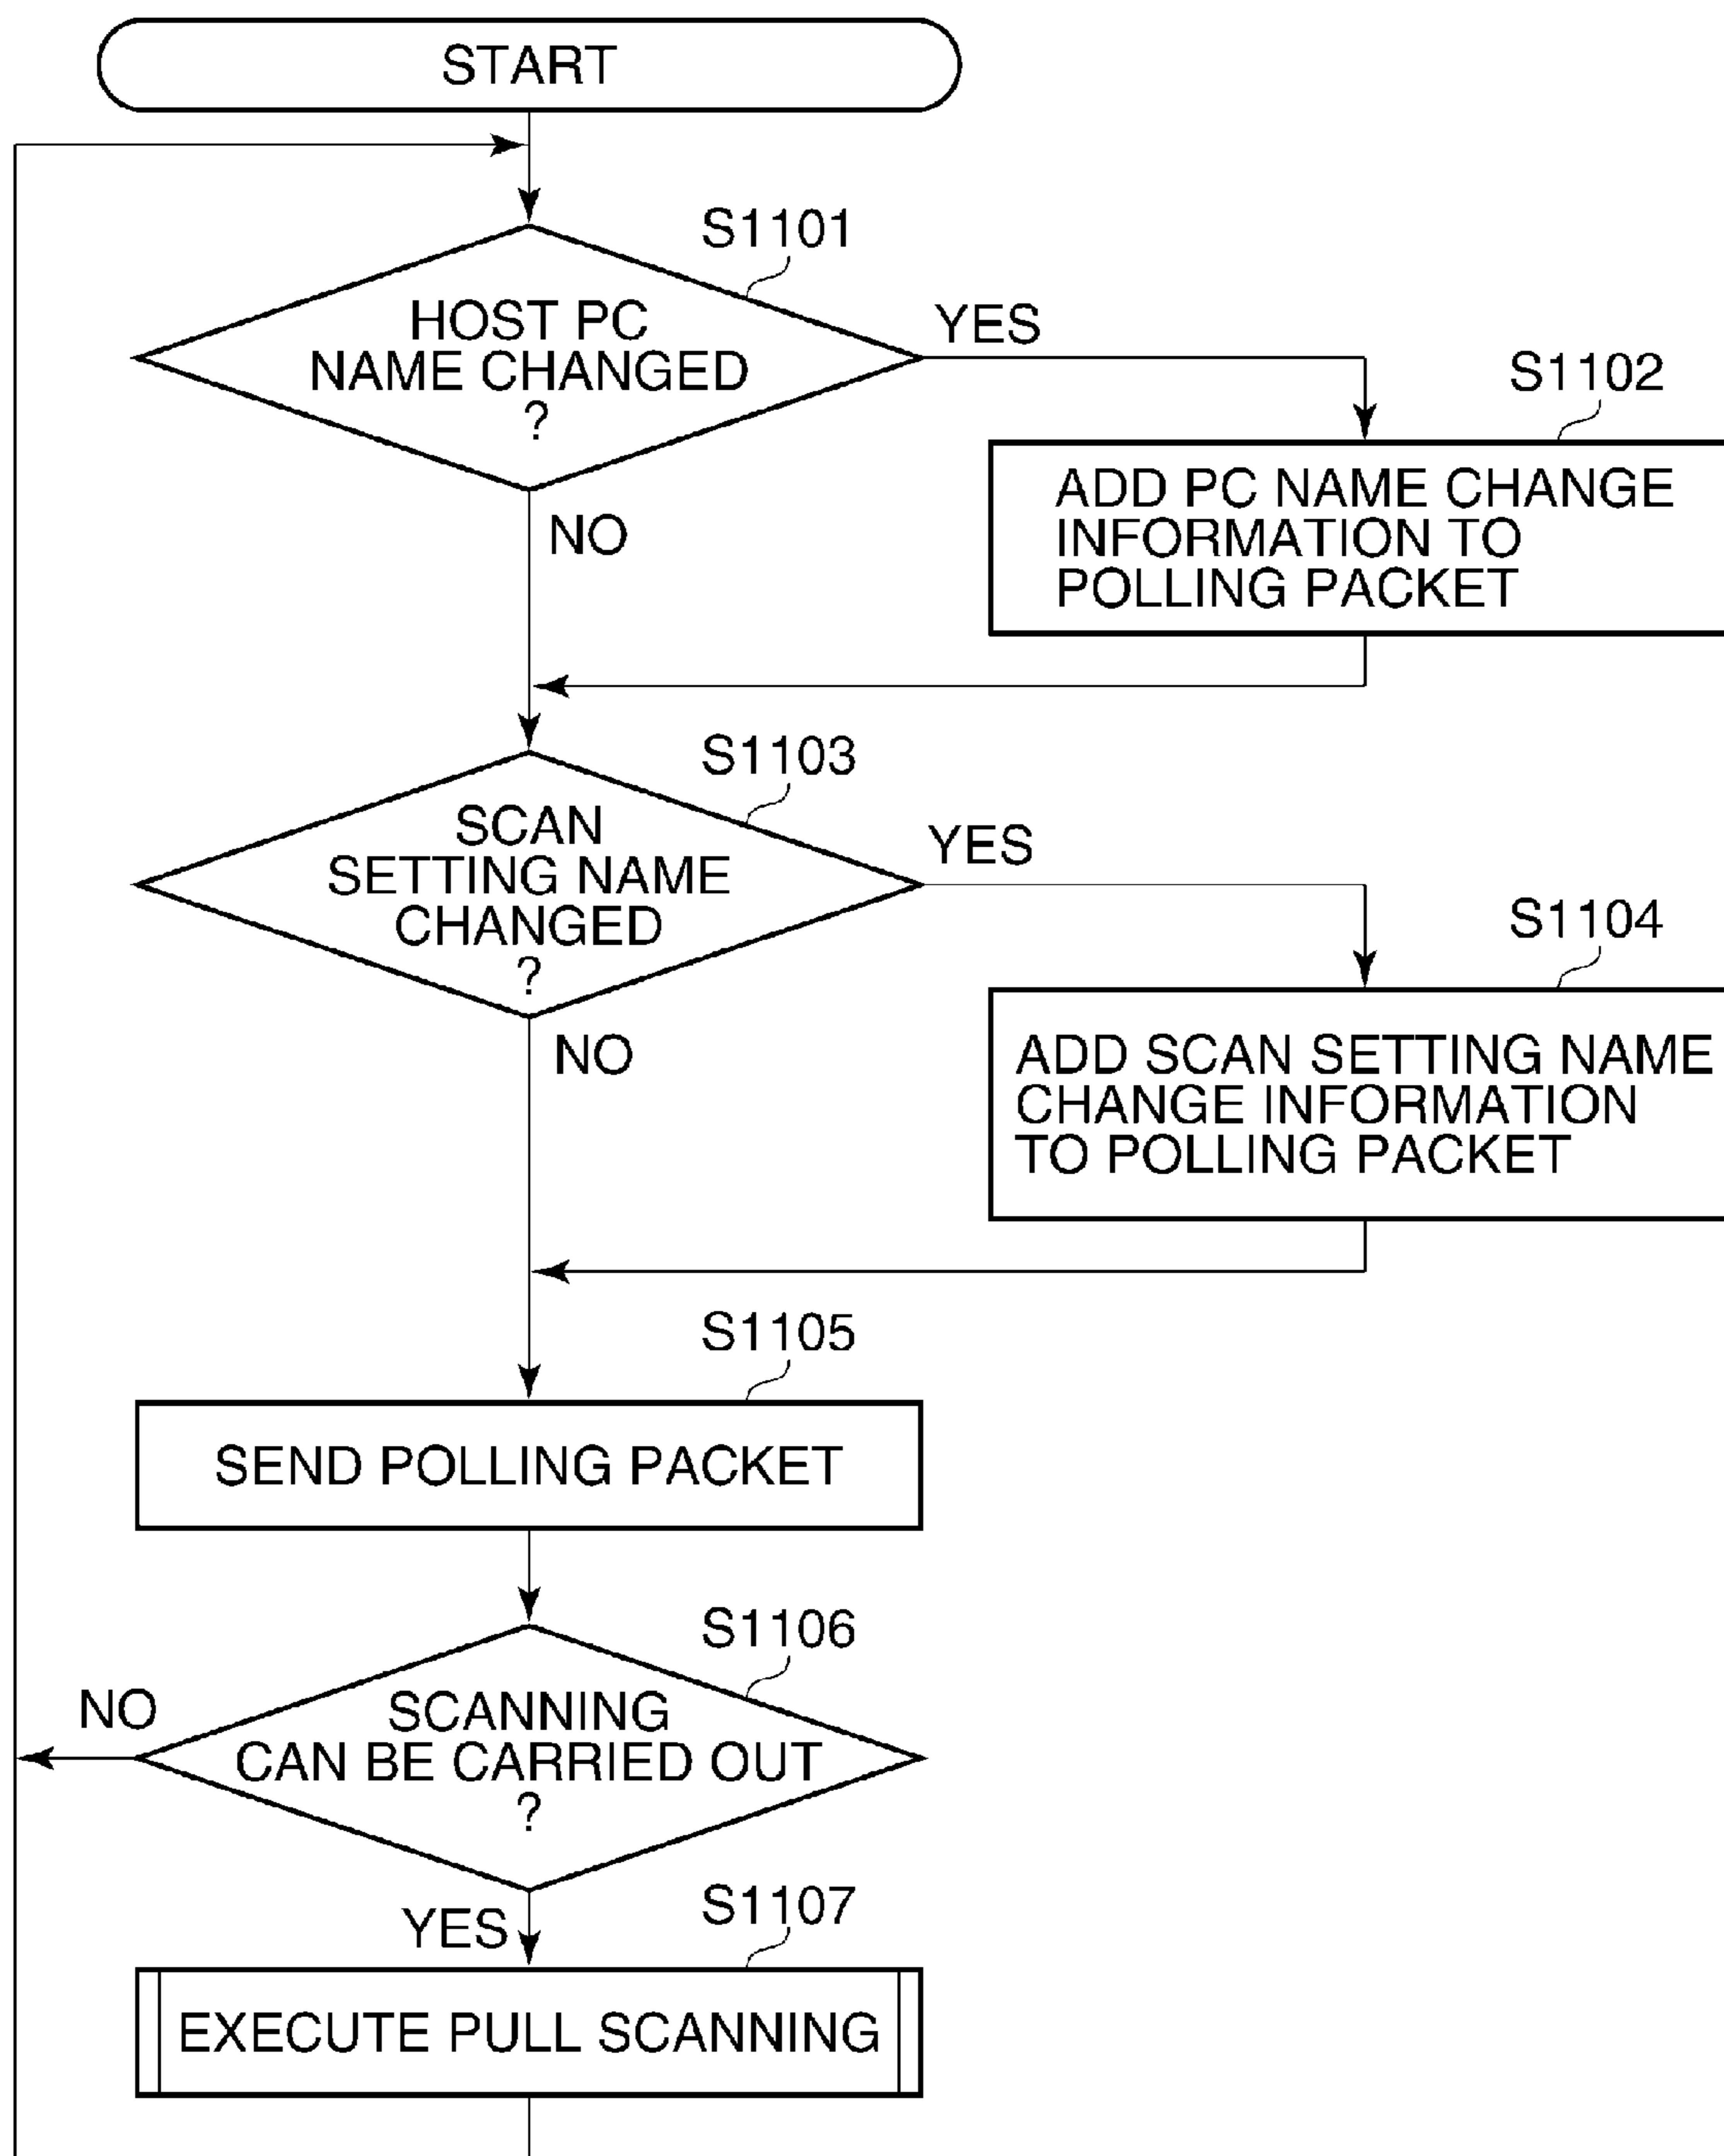 START
S1101
HOST PC
NAME CHANGED
?
YES
NO
S1102
ADD PC NAME CHANGE
INFORMATION TO
POLLING PACKET
S1103
SCAN
SETTING NAME
CHANGED
?
YES
NO
S1104
ADD SCAN SETTING NAME
CHANGE INFORMATION
TO POLLING PACKET
S1105
SEND POLLING PACKET
S1106
SCANNING
CAN BE CARRIED OUT
?
NO
YES
S1107
EXECUTE PULL SCANNING